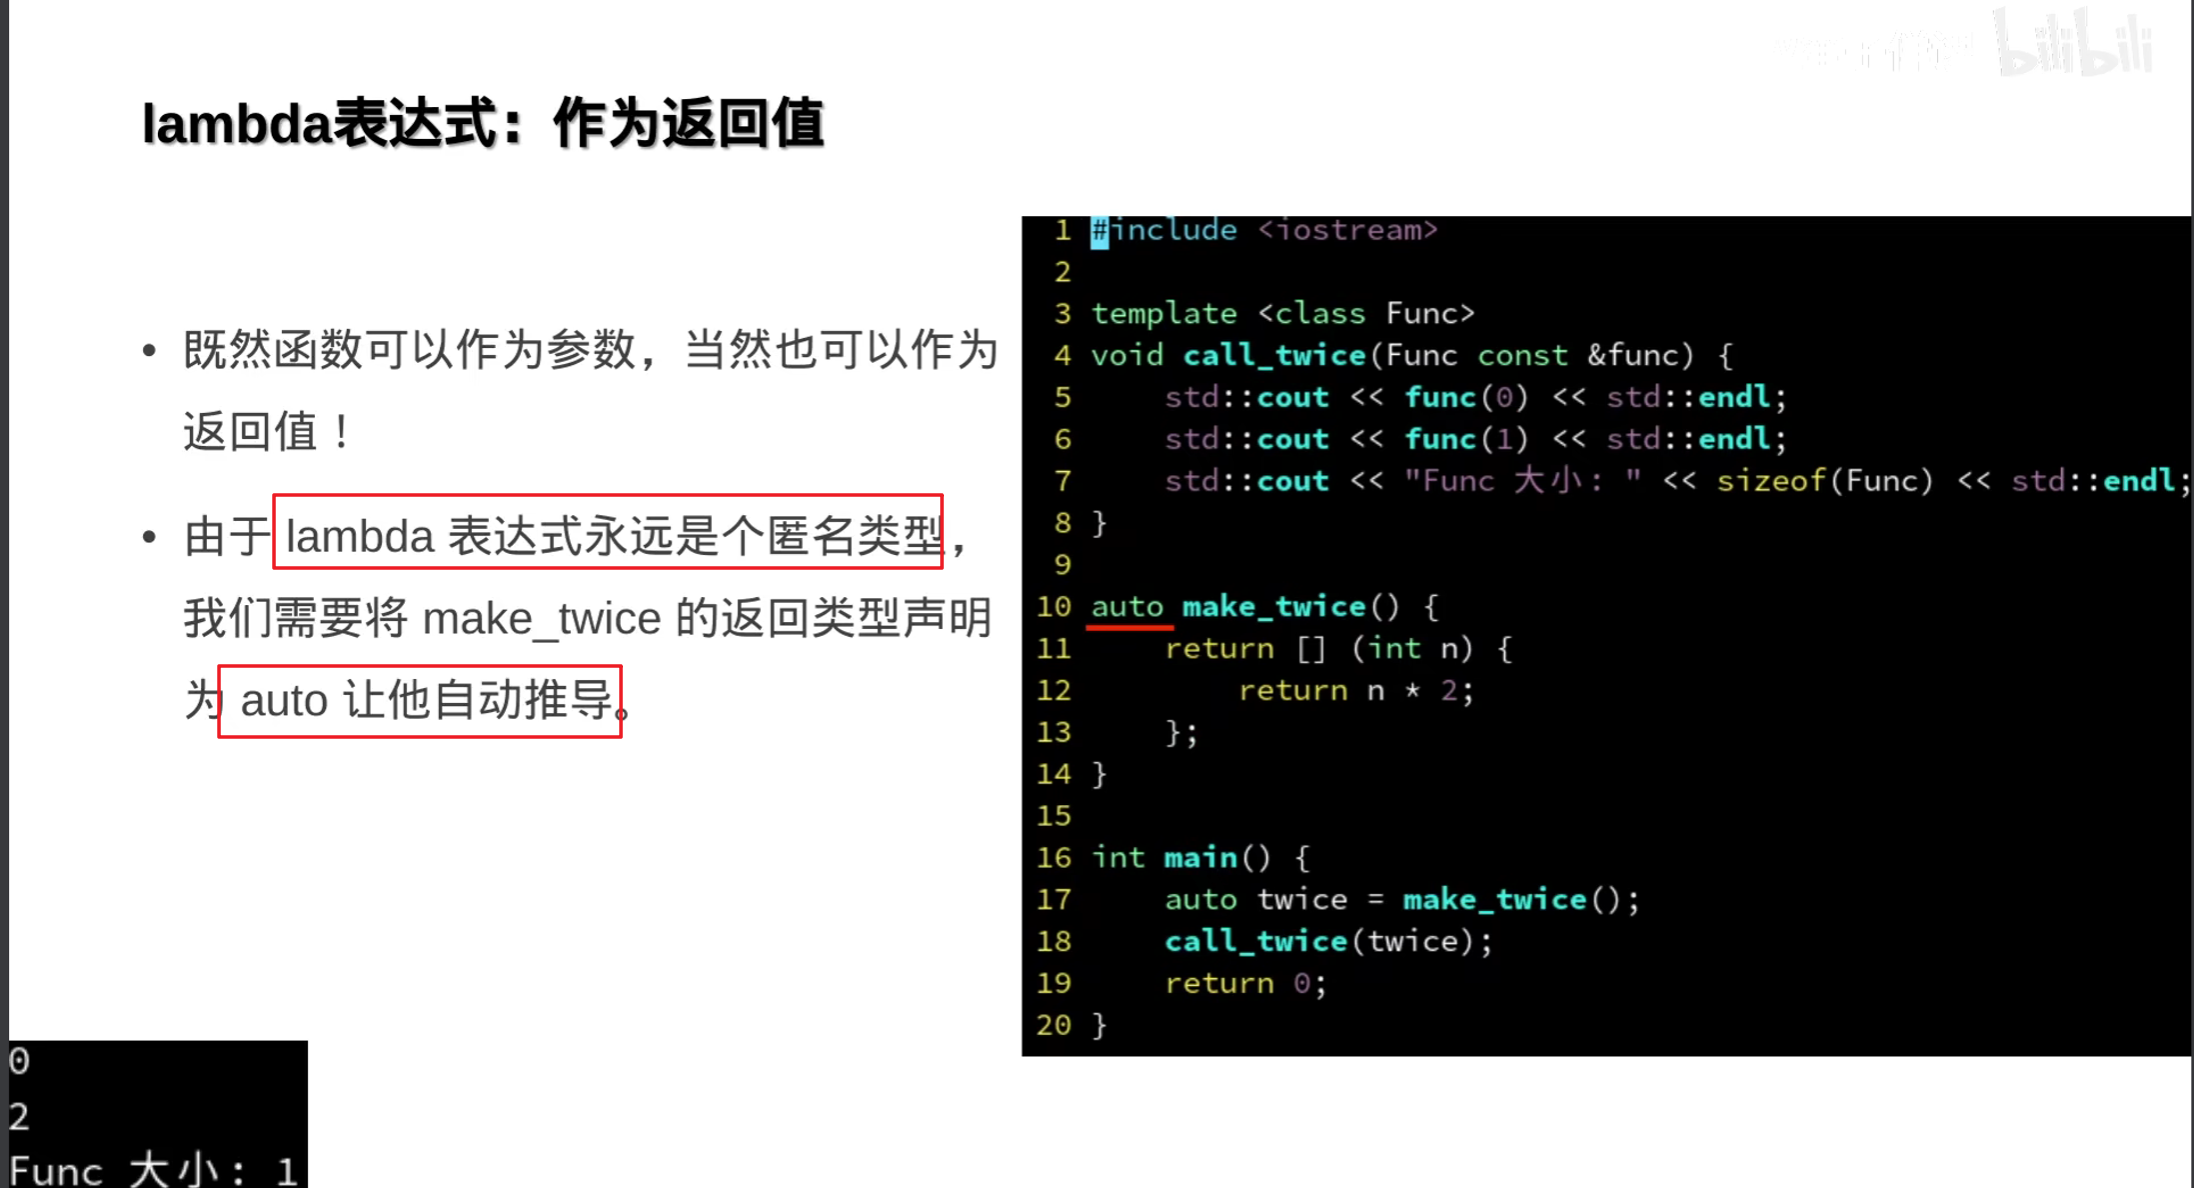 bilibili
lambda表达式：作为返回值
• 既然函数可以作为参数，当然也可以作为
返回值！
• 由于 lambda 表达式永远是个匿名类型，
我们需要将 make_twice 的返回类型声明
为 auto 让他自动推导。
1 #include <iostream>
2
3 template <class Func>
4 void call_twice(Func const &func) {
5     std::cout << func(0) << std::endl;
6     std::cout << func(1) << std::endl;
7     std::cout << "Func 大小: " << sizeof(Func) << std::endl;
8 }
9
10 auto make_twice() {
11     return [] (int n) {
12         return n * 2;
13     };
14 }
15
16 int main() {
17     auto twice = make_twice();
18     call_twice(twice);
19     return 0;
20 }
0
2
Func 大小: 1